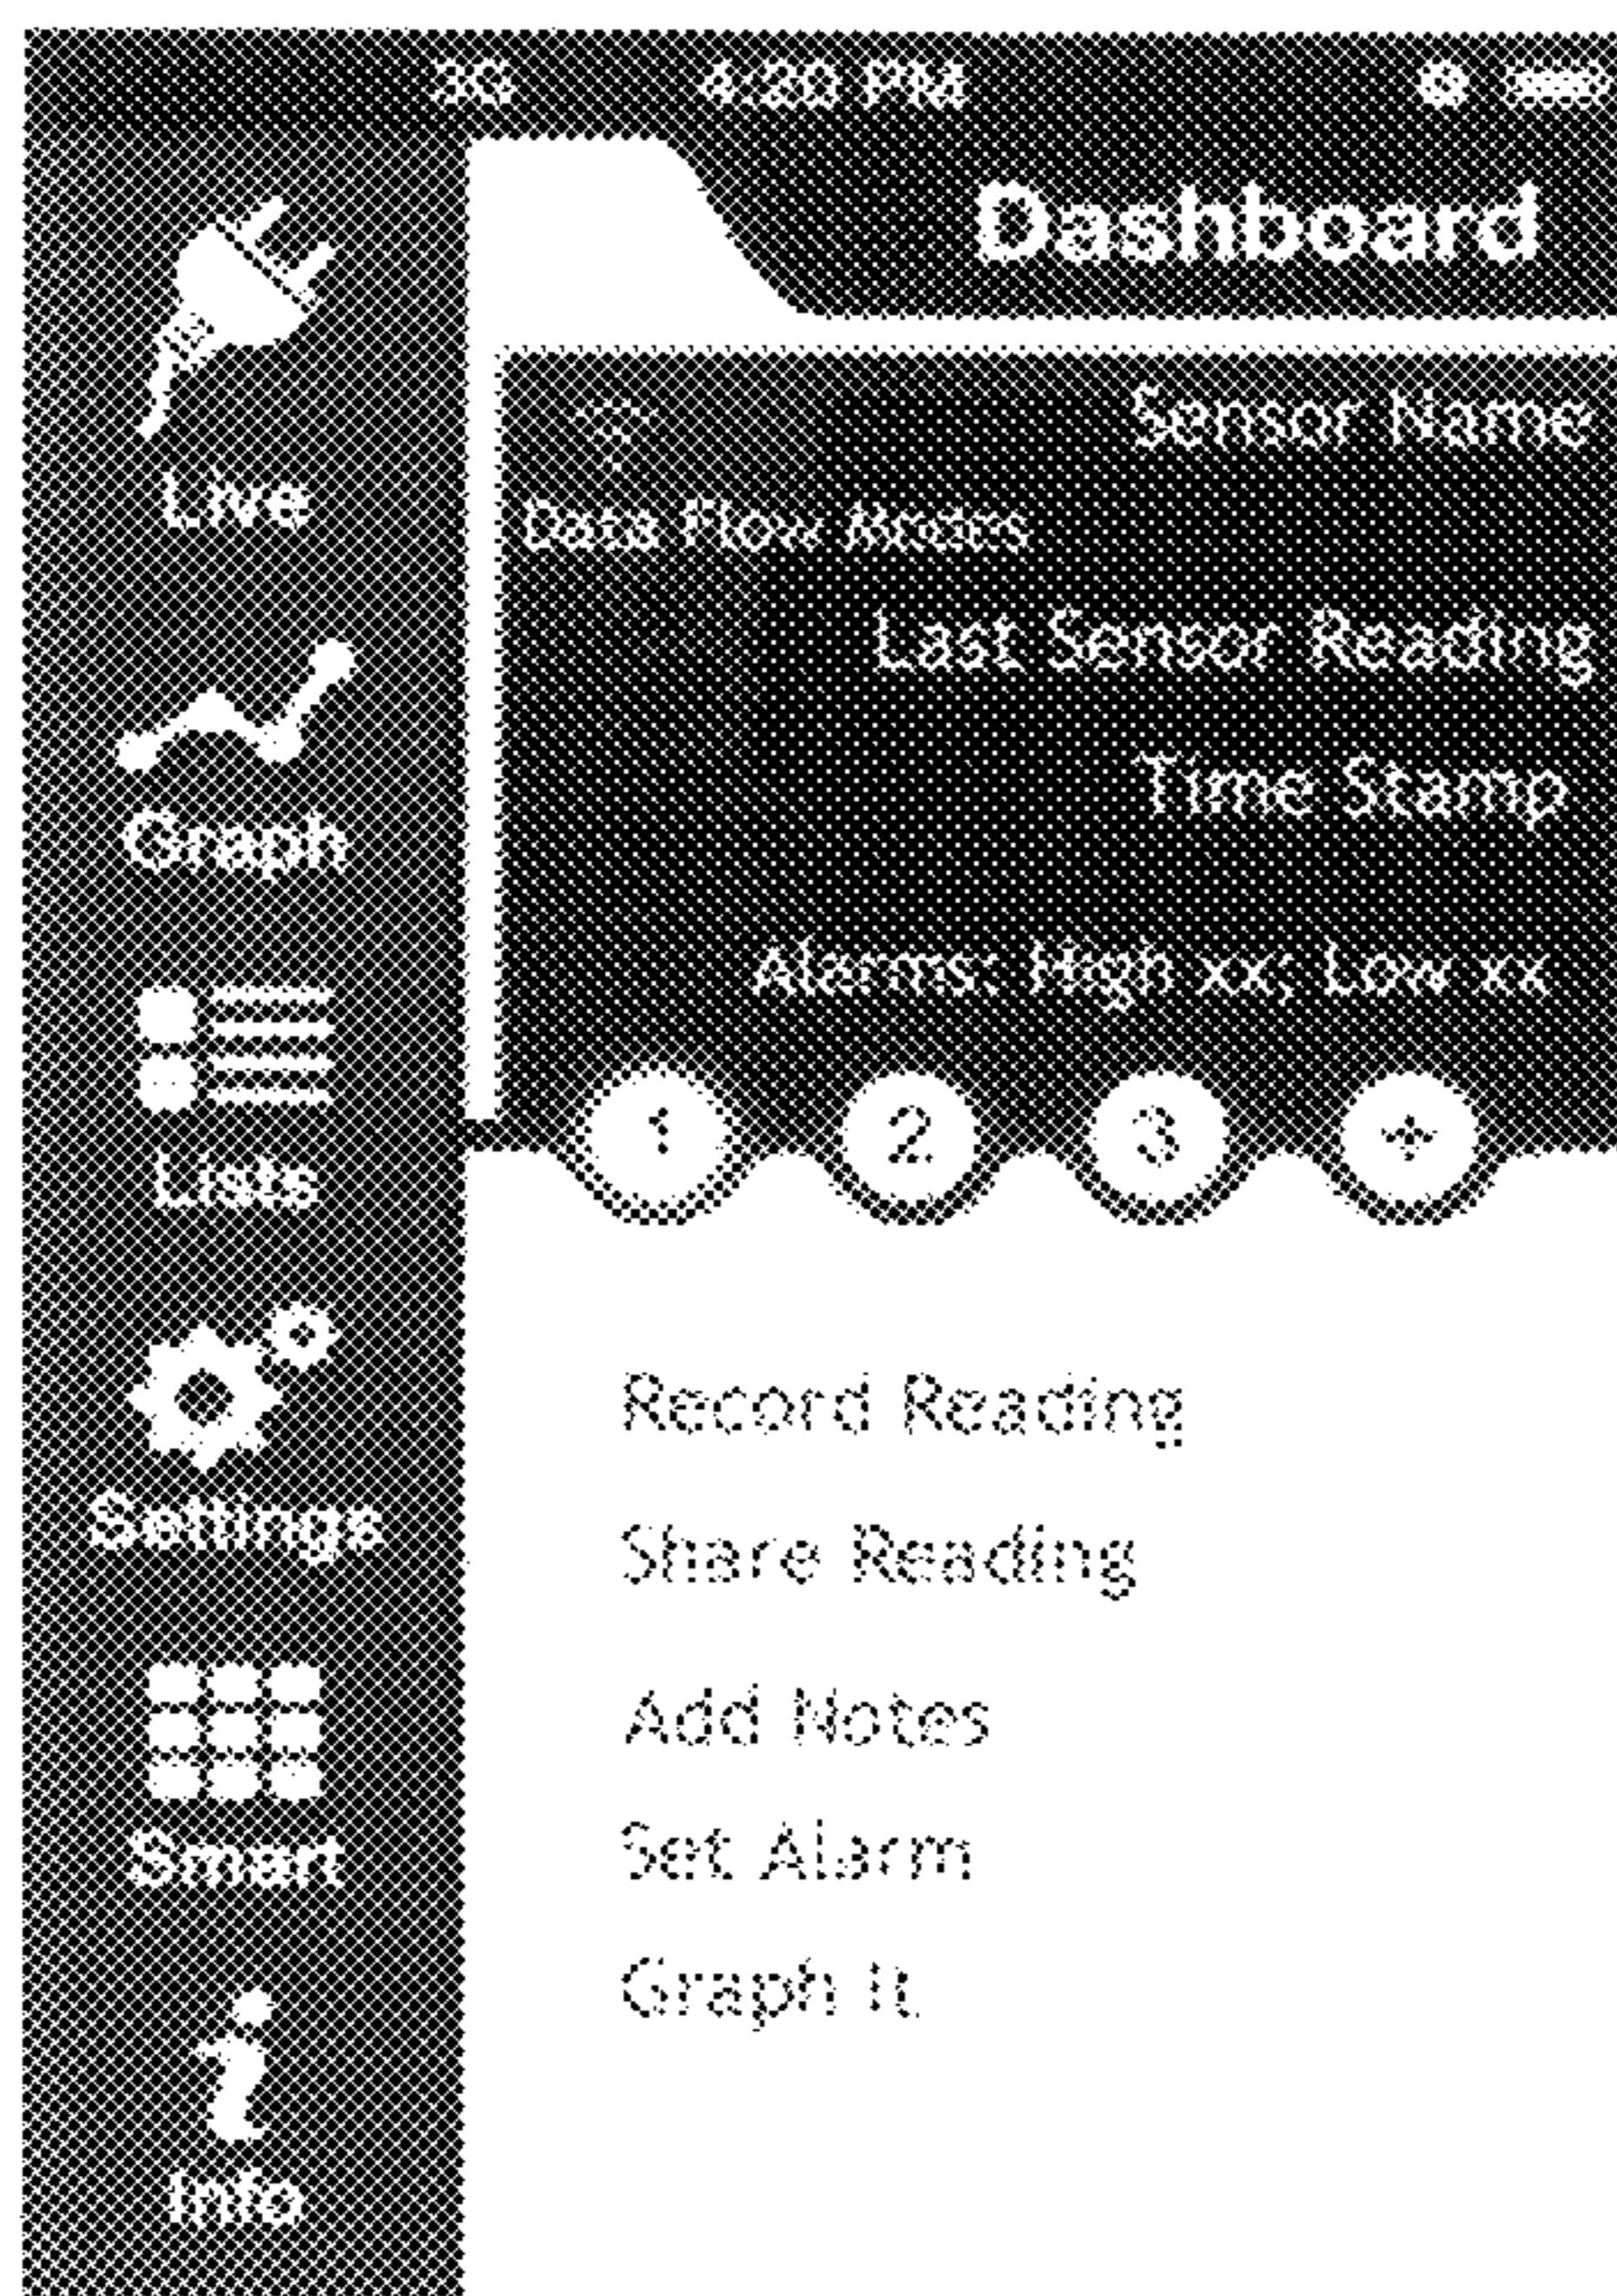 3G 4:20 PM
Dashboard
Live
Graph
Lists
Settings
Smart
Info
Sensor Name
Data Flow Modes
Last Sensor Reading
Time Stamp
Alarms: High xx; Low xx
1 2 3 +
Record Reading
Share Reading
Add Notes
Set Alarm
Graph It